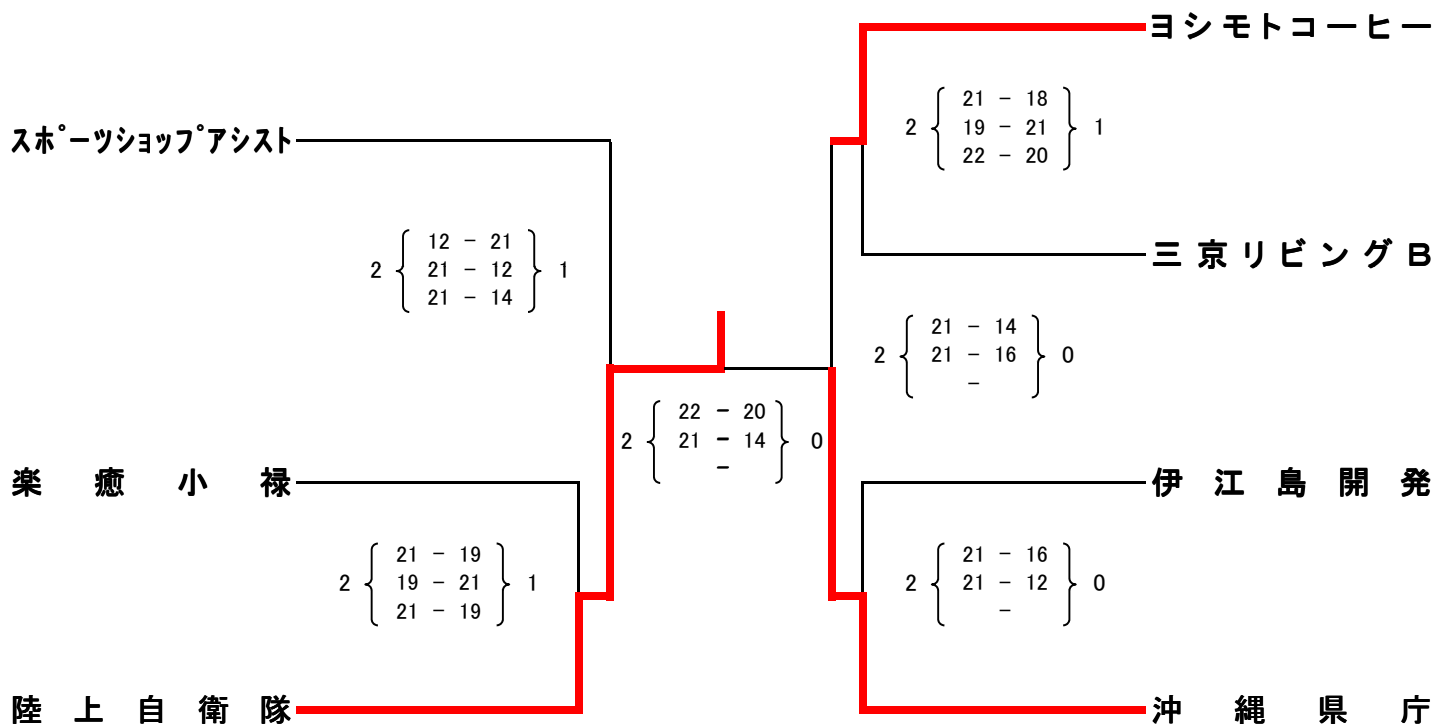 ヨシモトコーヒー
21 - 18
2 { 19 - 21 } 1
22 - 20
スポーツショップアシスト
三京リビングB
12 - 21
2 { 21 - 12 } 1
21 - 14
21 - 14
2 { 21 - 16 } 0
-
22 - 20
2 { 21 - 14 } 0
-
楽癒小禄
伊江島開発
21 - 19
2 { 19 - 21 } 1
21 - 19
21 - 16
2 { 21 - 12 } 0
-
陸上自衛隊
沖縄県庁